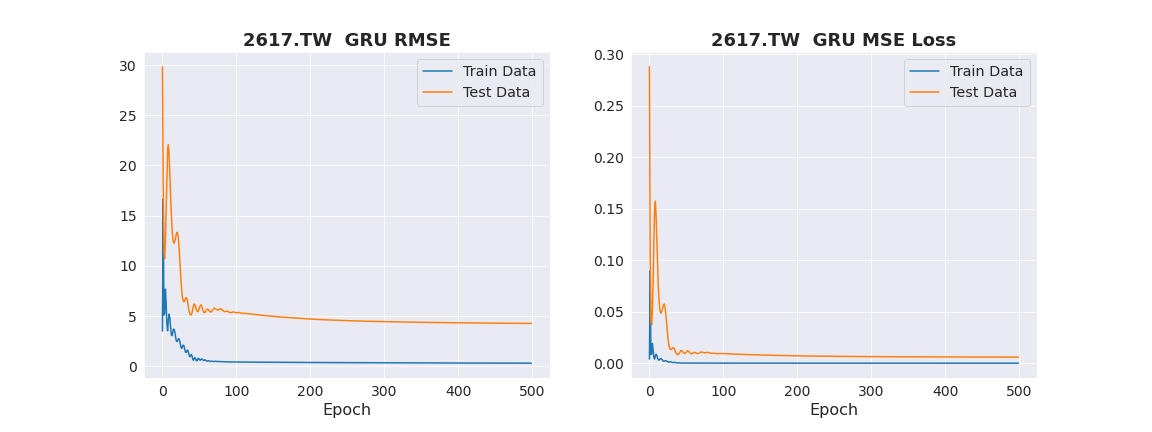 2617.TW  GRU RMSE
30
25
20
15
10
5
0
0 100 200 300 400 500
Epoch
Train Data
Test Data
2617.TW  GRU MSE Loss
0.30
0.25
0.20
0.15
0.10
0.05
0.00
0 100 200 300 400 500
Epoch
Train Data
Test Data